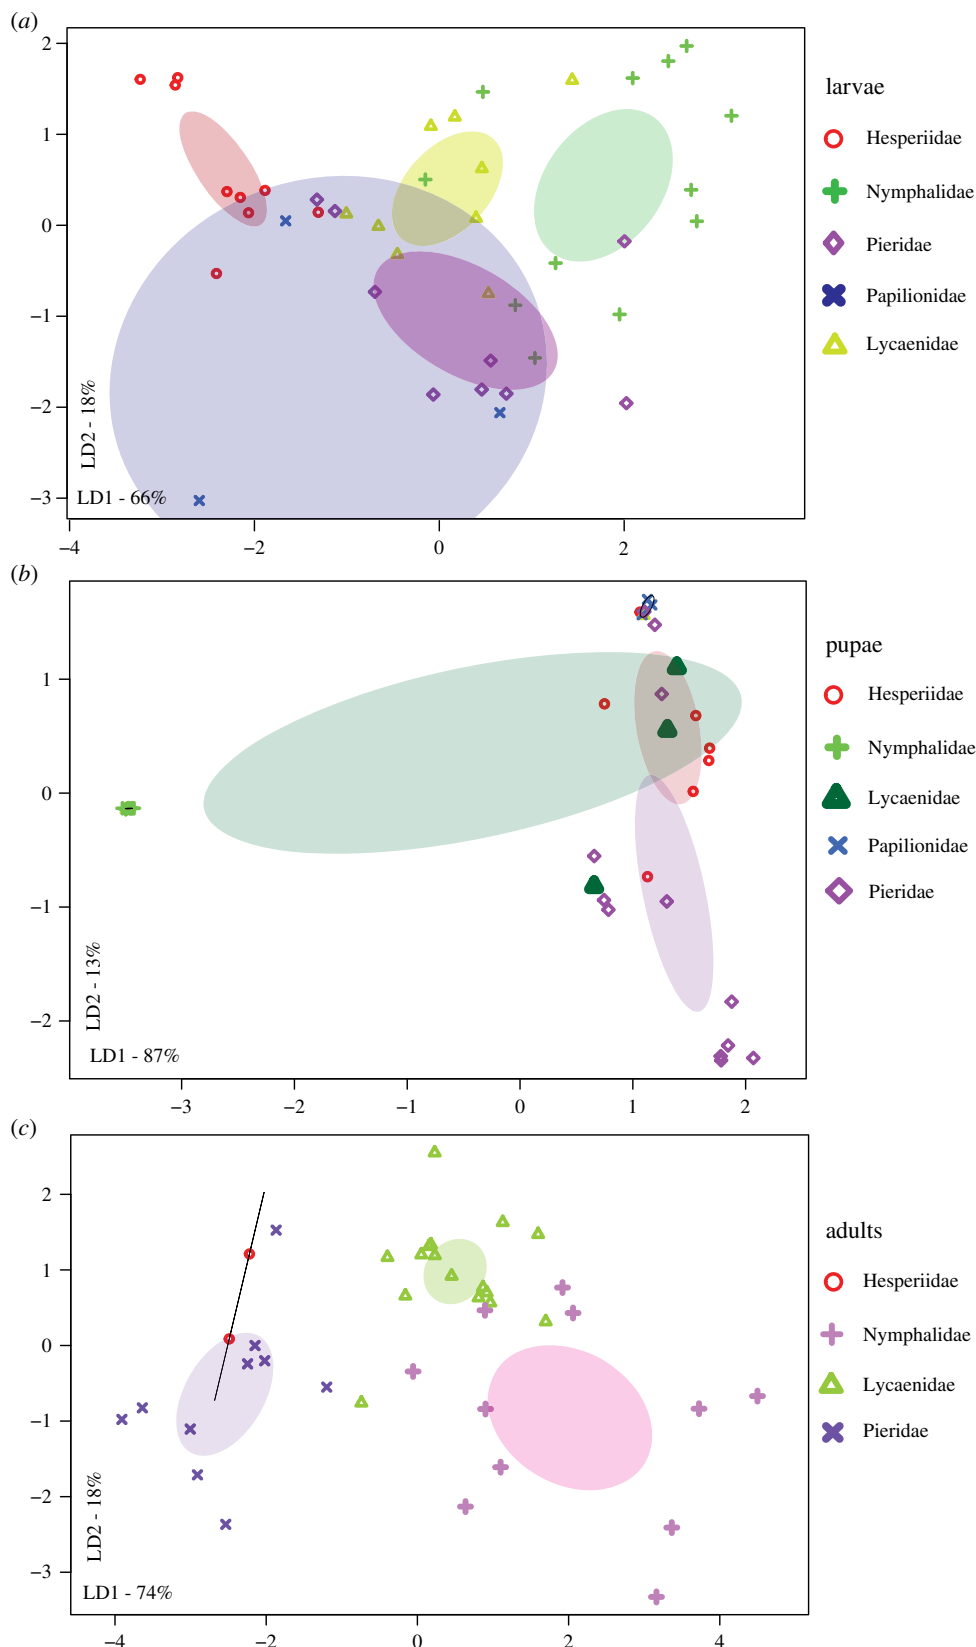 (a)
2
1
0
−1
−2
−3
LD2 - 18%
LD1 - 66%
−4
−2
0
2
larvae
Hesperiidae
Nymphalidae
Pieridae
Papilionidae
Lycaenidae
(b)
1
0
−1
−2
LD2 - 13%
LD1 - 87%
−3
−2
−1
0
1
2
pupae
Hesperiidae
Nymphalidae
Lycaenidae
Papilionidae
Pieridae
(c)
2
1
0
−1
−2
−3
LD2 - 18%
LD1 - 74%
−4
−2
0
2
4
adults
Hesperiidae
Nymphalidae
Lycaenidae
Pieridae